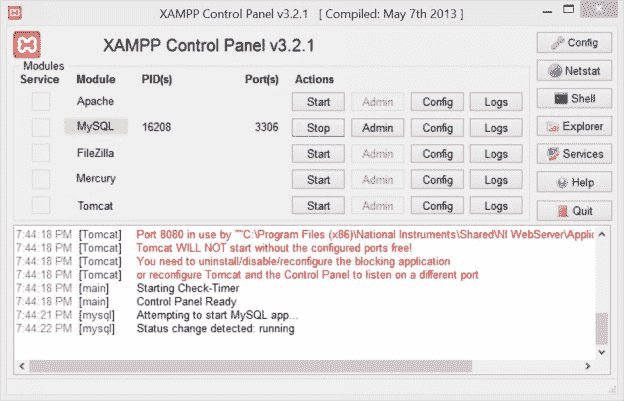 XAMPP Control Panel v3.2.1 [ Compiled: May 7th 2013 ]
XAMPP Control Panel v3.2.1
Config
Modules
Service Module PID(s) Port(s) Actions
Netstat
Apache Start Admin Config Logs
Shell
MySQL 16208 3306 Stop Admin Config Logs
Explorer
FileZilla Start Admin Config Logs
Services
Mercury Start Admin Config Logs
Help
Tomcat Start Admin Config Logs
Quit
7:44:18 PM [Tomcat] Port 8080 in use by ""C:\Program Files (x86)\National Instruments\Shared\NI WebServer\Applic
7:44:18 PM [Tomcat] Tomcat WILL NOT start without the configured ports free!
7:44:18 PM [Tomcat] You need to uninstall/disable/reconfigure the blocking application
7:44:18 PM [Tomcat] or reconfigure Tomcat and the Control Panel to listen on a different port
7:44:18 PM [main] Starting Check-Timer
7:44:18 PM [main] Control Panel Ready
7:44:21 PM [mysql] Attempting to start MySQL app...
7:44:22 PM [mysql] Status change detected: running